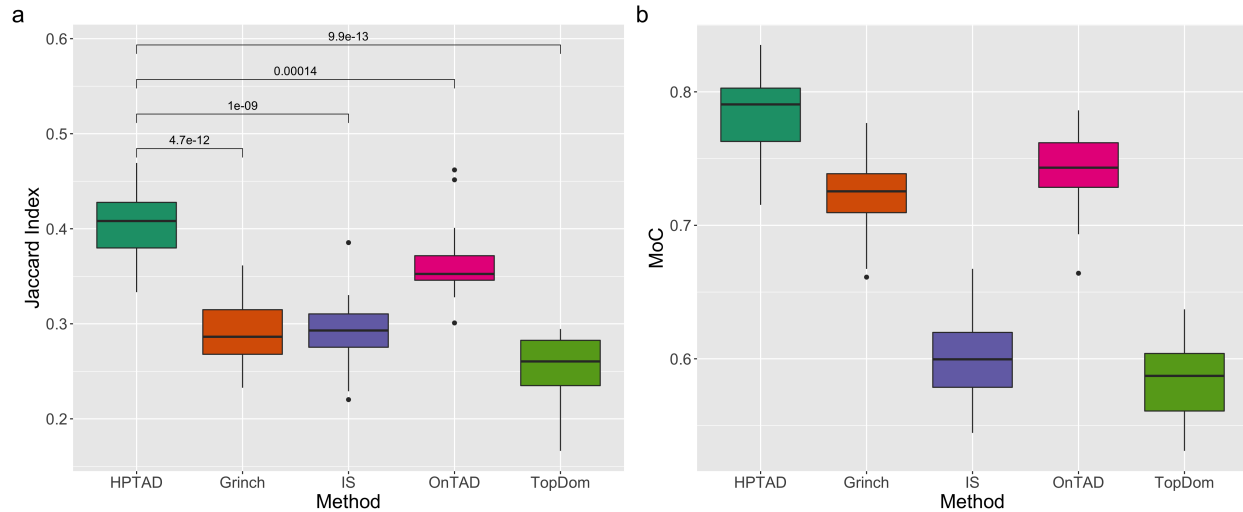 a
0.6
0.5
0.4
0.3
0.2
Jaccard Index
9.9e-13
0.00014
1e-09
4.7e-12
HPTAD Grinch IS OnTAD TopDom
Method
b
0.8
0.7
0.6
MoC
HPTAD Grinch IS OnTAD TopDom
Method